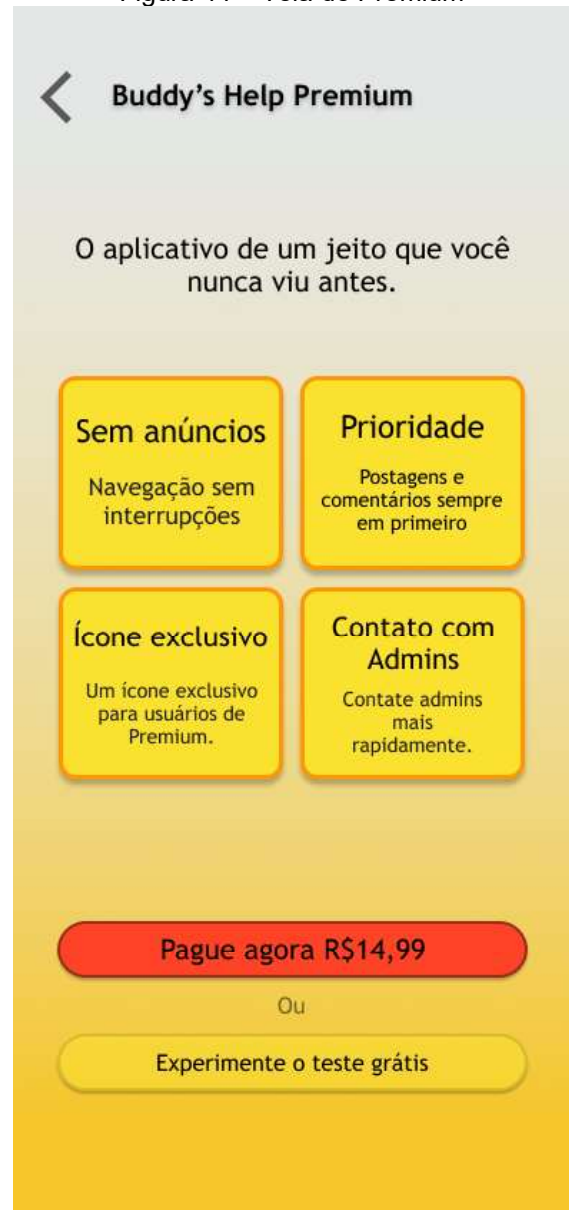 Buddy's Help Premium
O aplicativo de um jeito que você
nunca viu antes.
Sem anúncios
Navegação sem
interrupções
Prioridade
Postagens e
comentários sempre
em primeiro
Ícone exclusivo
Um ícone exclusivo
para usuários de
Premium.
Contato com
Admins
Contate admins
mais
rapidamente.
Pague agora R$14,99
Ou
Experimente o teste grátis